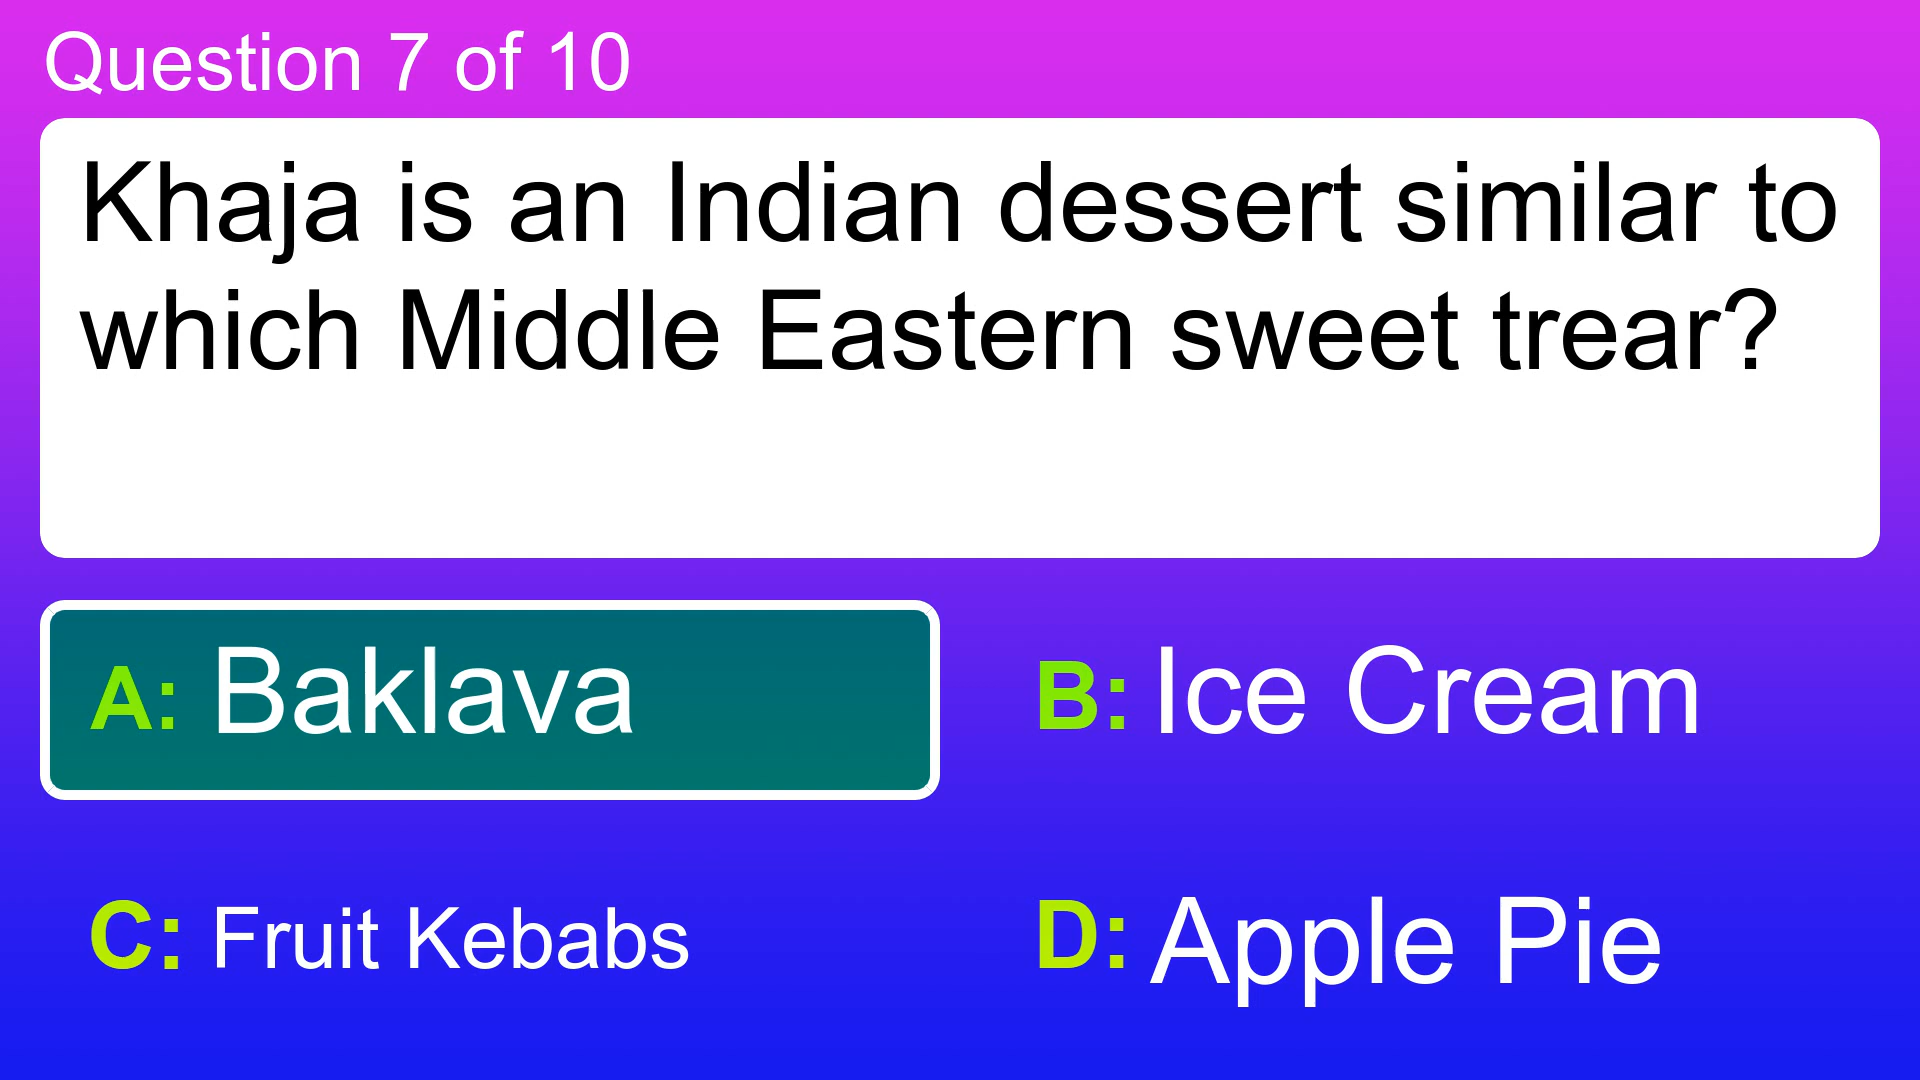 Question 7 of 10
Khaja is an Indian dessert similar to
which Middle Eastern sweet trear?
A: Baklava
B: Ice Cream
C: Fruit Kebabs
D: Apple Pie